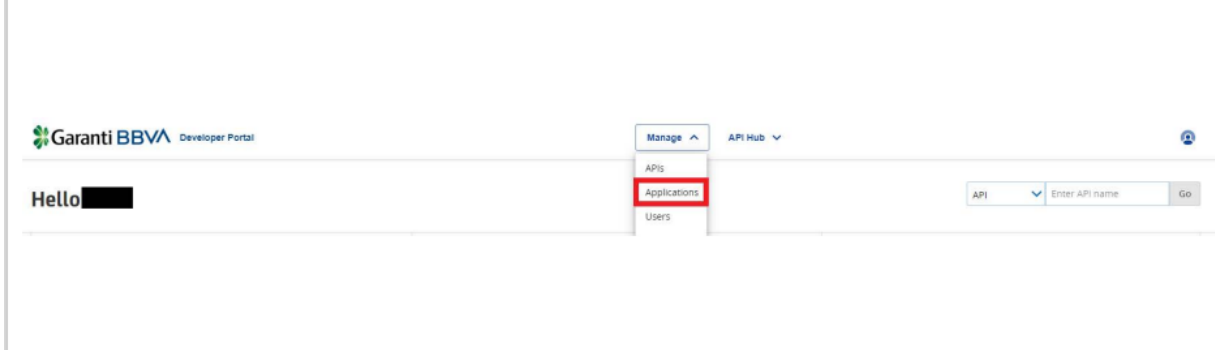 Garanti BBVA Developer Portal Manage API Hub
APIs
Applications
Users
Hello
API Enter API name Go